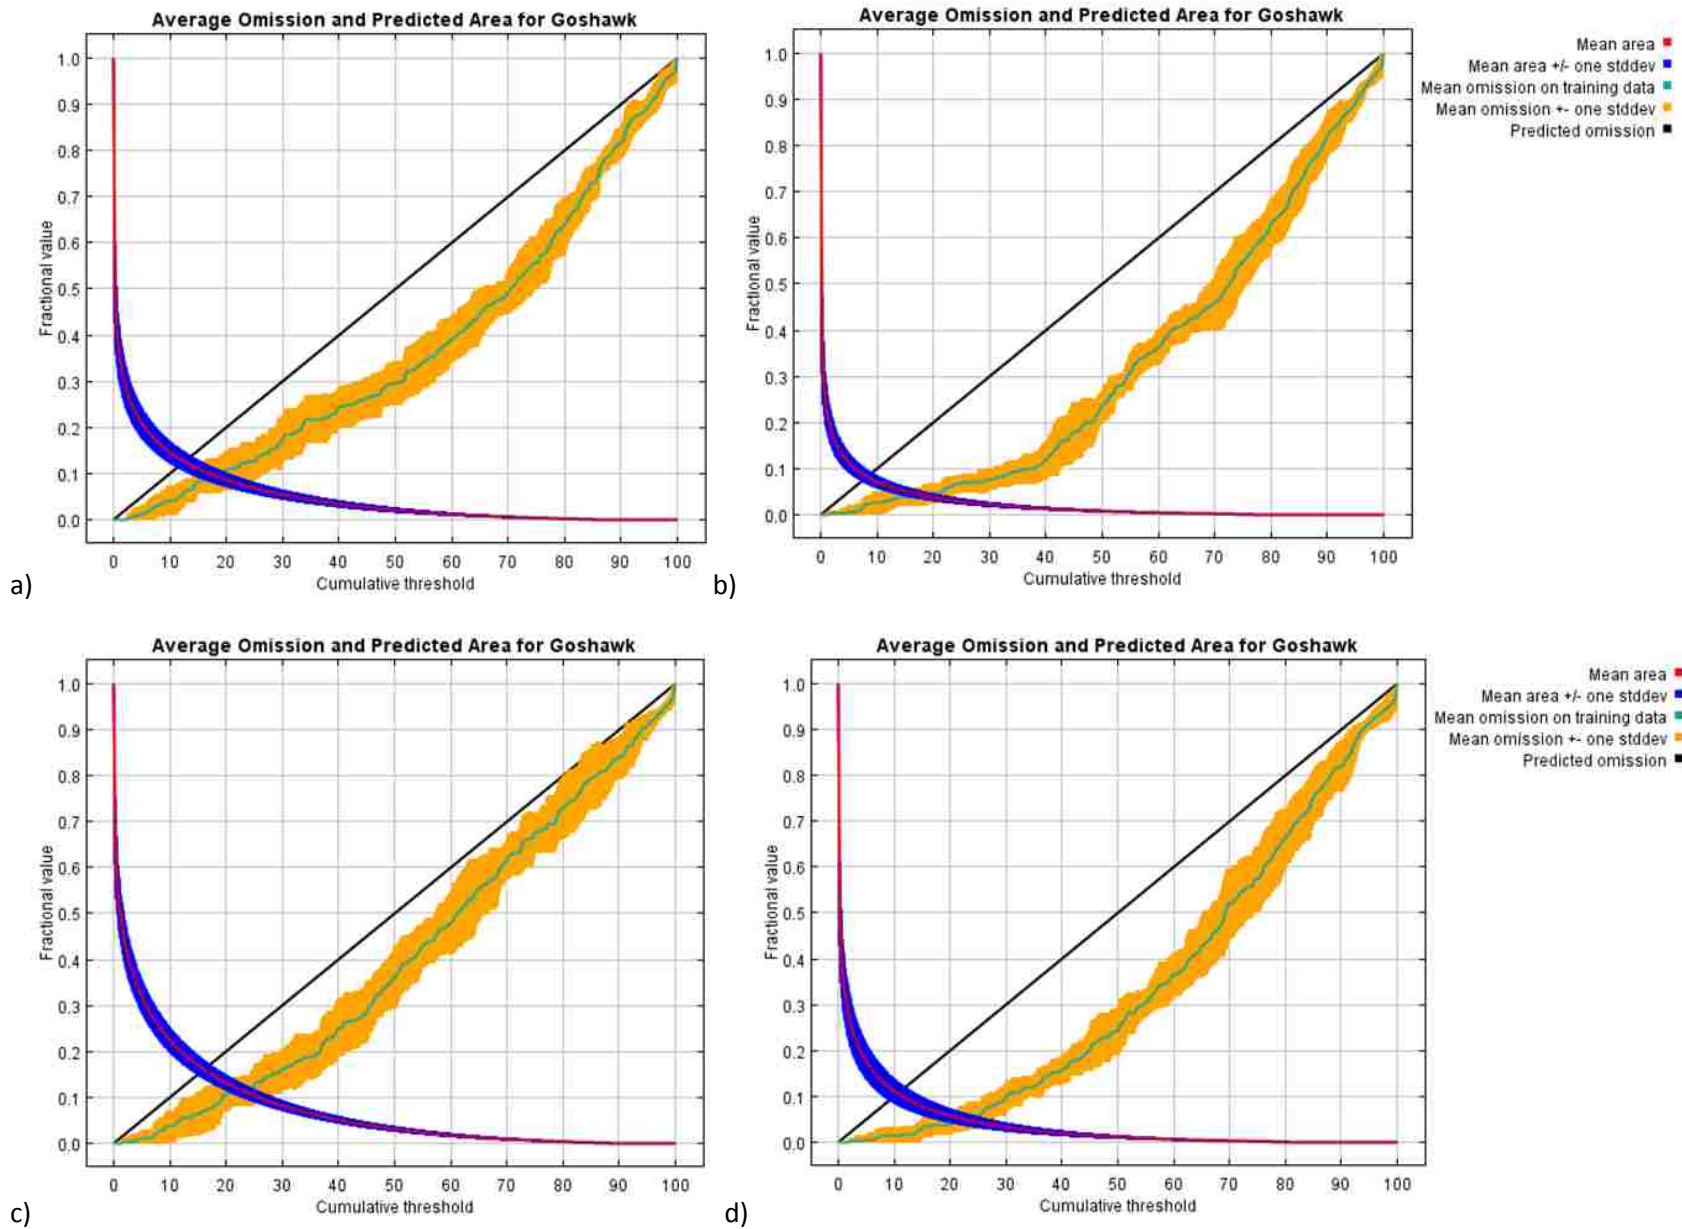 Average Omission and Predicted Area for Goshawk
1.0
0.9
0.8
0.7
0.6
0.5
0.4
0.3
0.2
0.1
0.0
Fractional value
0 10 20 30 40 50 60 70 80 90 100
Cumulative threshold
a)
Average Omission and Predicted Area for Goshawk
1.0
0.9
0.8
0.7
0.6
0.5
0.4
0.3
0.2
0.1
0.0
Fractional value
0 10 20 30 40 50 60 70 80 90 100
Cumulative threshold
b)
Mean area
Mean area +/- one stddev
Mean omission on training data
Mean omission +- one stddev
Predicted omission
Average Omission and Predicted Area for Goshawk
1.0
0.9
0.8
0.7
0.6
0.5
0.4
0.3
0.2
0.1
0.0
Fractional value
0 10 20 30 40 50 60 70 80 90 100
Cumulative threshold
c)
Average Omission and Predicted Area for Goshawk
1.0
0.9
0.8
0.7
0.6
0.5
0.4
0.3
0.2
0.1
0.0
Fractional value
0 10 20 30 40 50 60 70 80 90 100
Cumulative threshold
d)
Mean area
Mean area +/- one stddev
Mean omission on training data
Mean omission +- one stddev
Predicted omission